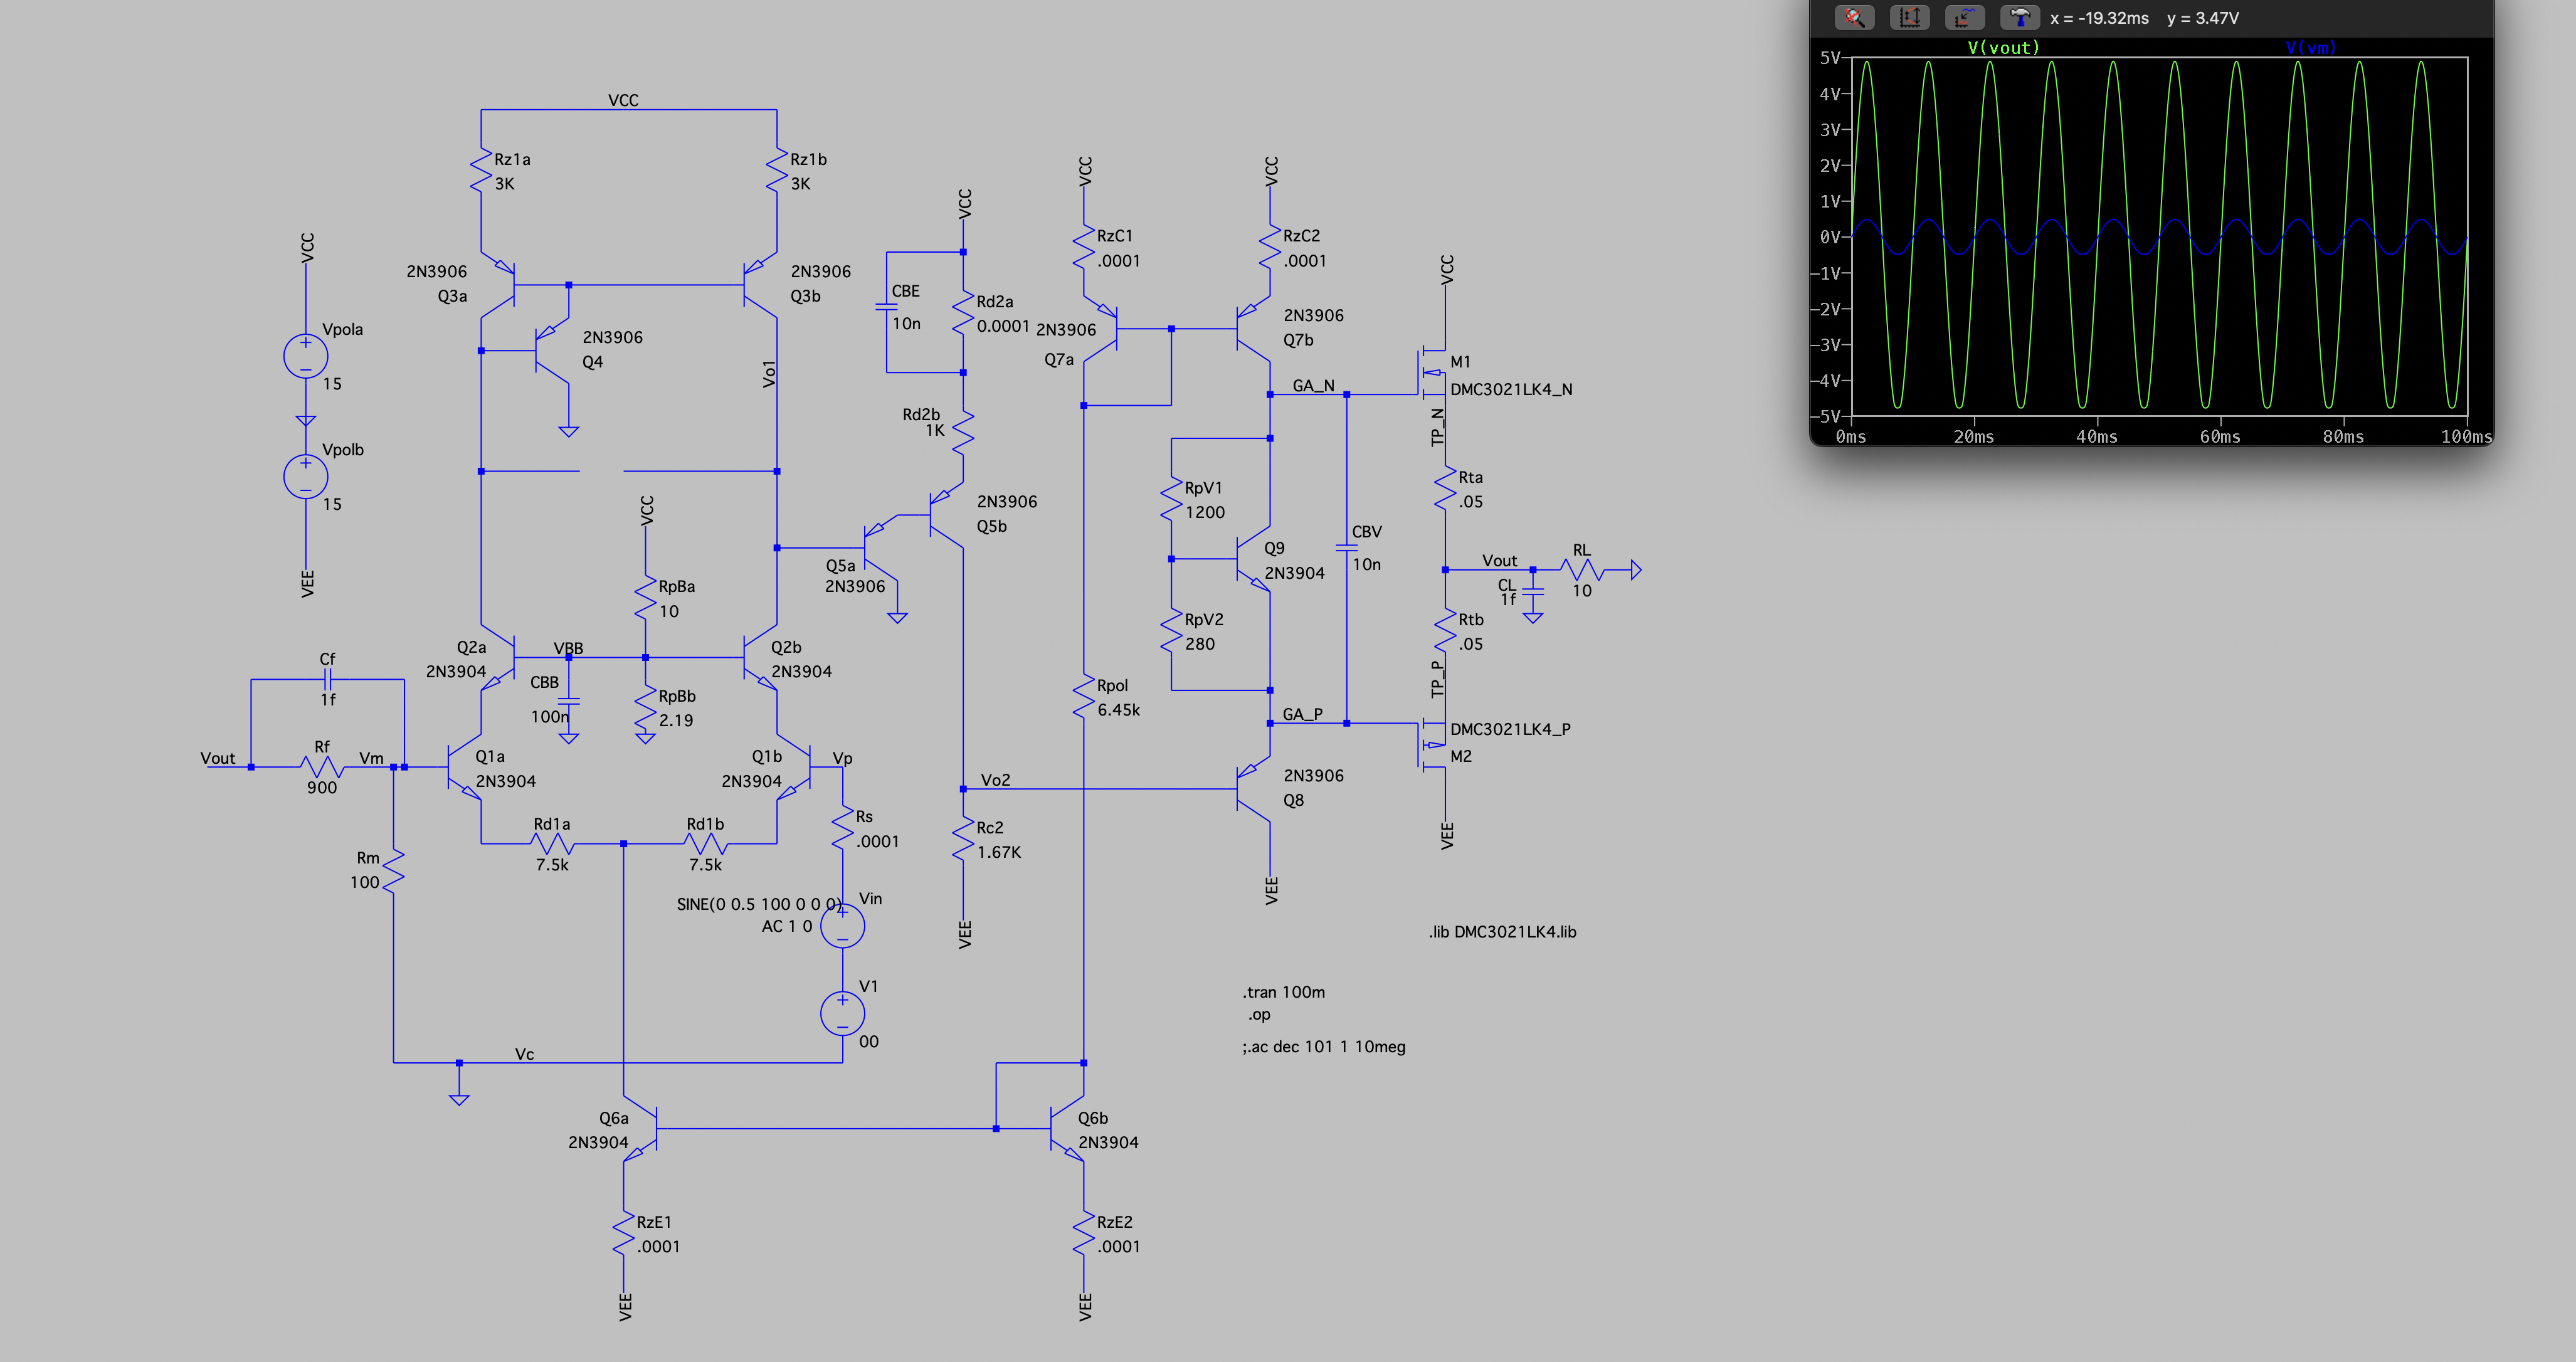 x = -19.32ms y = 3.47V
V(vout) V(vm)
5V
4V
3V
2V
1V
0V
-1V
-2V
-3V
-4V
-5V
0ms 20ms 40ms 60ms 80ms 100ms
VCC
Rz1a
3K
Rz1b
3K
2N3906
Q3a
2N3906
Q3b
2N3906
Q4
Vo1
VCC
Vpola
15
Vpolb
15
VEE
VCC
CBE
10n
Rd2a
0.0001
Rd2b
1K
2N3906
Q5b
Q5a
2N3906
VCC
RzC1
.0001
2N3906
Q7a
VCC
RzC2
.0001
2N3906
Q7b
GA_N
VCC
M1
DMC3021LK4_N
TP_N
Rta
.05
RpV1
1200
Q9
2N3904
CBV
10n
RpV2
280
Vout
RL
10
CL
1f
Rtb
.05
TP_P
GA_P
DMC3021LK4_P
M2
VEE
VCC
RpBa
10
Q2a
2N3904
VBB
Q2b
2N3904
CBB
100n
RpBb
2.19
Cf
1f
Vout
Rf
900
Vm
Q1a
2N3904
Q1b
2N3904
Vp
Rs
.0001
Rd1a
7.5k
Rd1b
7.5k
Rm
100
SINE(0 0.5 100 0 0 0)
AC 1 0
Vin
V1
00
Vc
Vo2
Rc2
1.67K
VEE
Rpol
6.45k
2N3906
Q8
VEE
.lib DMC3021LK4.lib
.tran 100m
.op
;.ac dec 101 1 10meg
Q6a
2N3904
Q6b
2N3904
RzE1
.0001
RzE2
.0001
VEE
VEE